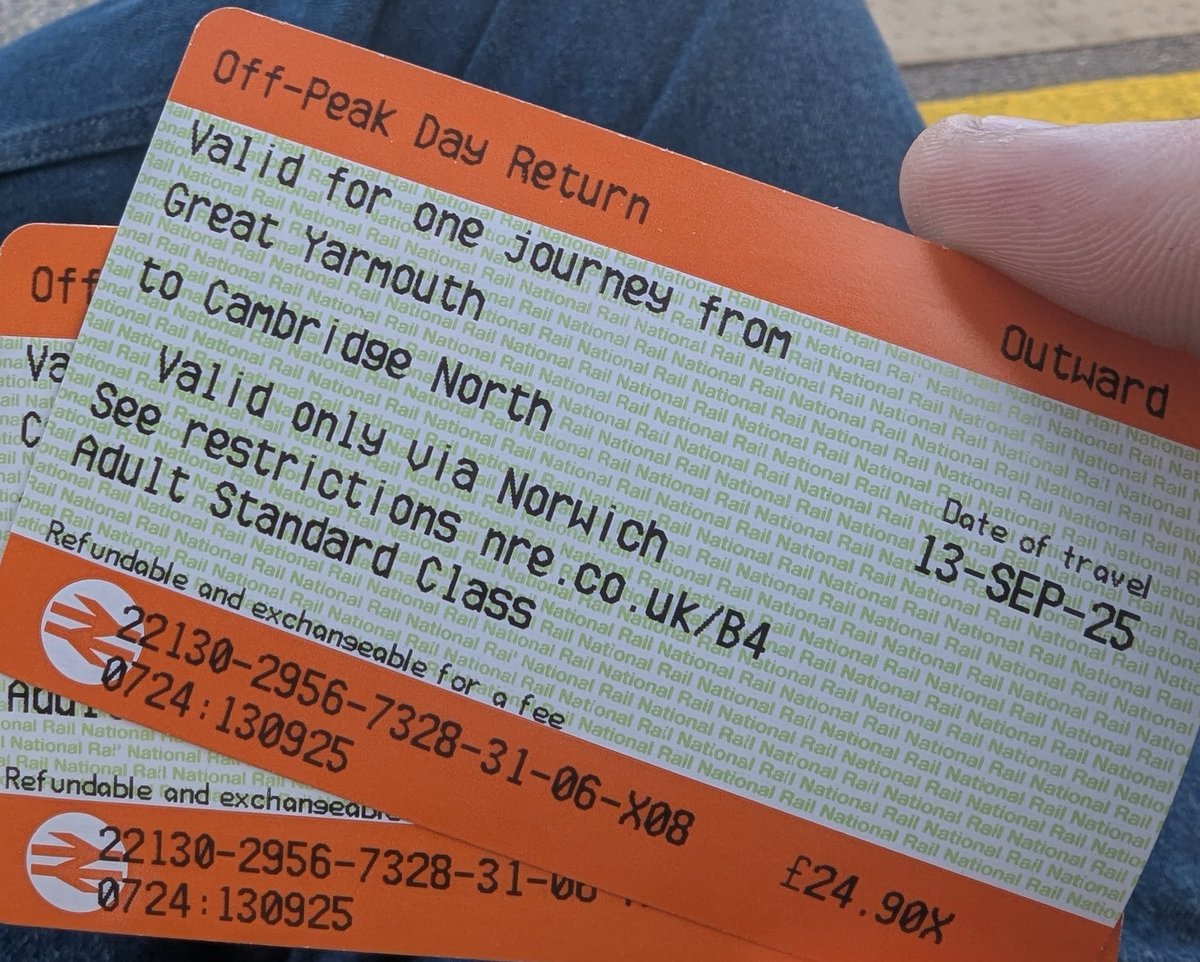 Off-Peak Day Return
Outward
Valid for one journey from
Great Yarmouth
to Cambridge North
Valid only via Norwich
See restrictions nre.co.uk/B4
Adult Standard Class
Date of travel
13-SEP-25
Refundable and exchangeable for a fee
22130-2956-7328-31-06-X08
0724:130925
£24.90X
Off
Va
C
Adul
Refundable and exchangeable
22130-2956-7328-31-06
0724:130925